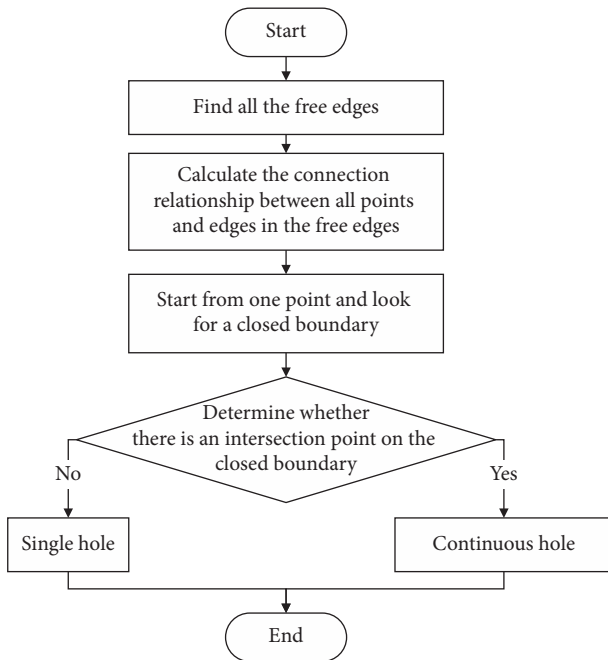 Start
Find all the free edges
Calculate the connection
relationship between all points
and edges in the free edges
Start from one point and look
for a closed boundary
Determine whether
there is an intersection point on the
closed boundary
No
Yes
Single hole
Continuous hole
End